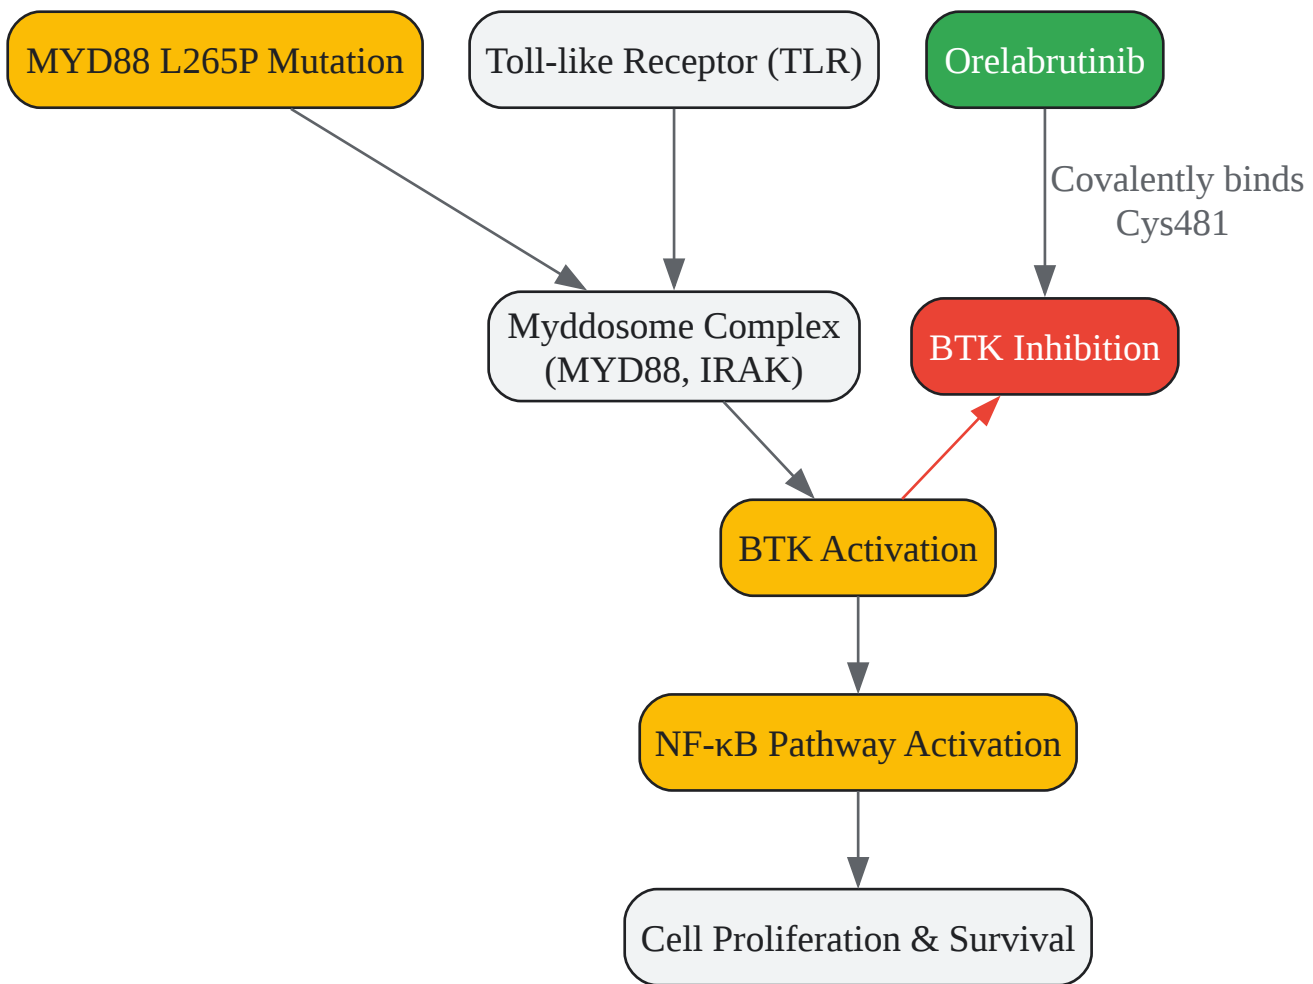 MYD88 L265P Mutation
Toll-like Receptor (TLR)
Orelabrutinib
Covalently binds
Cys481
Myddosome Complex
(MYD88, IRAK)
BTK Inhibition
BTK Activation
NF-κB Pathway Activation
Cell Proliferation & Survival